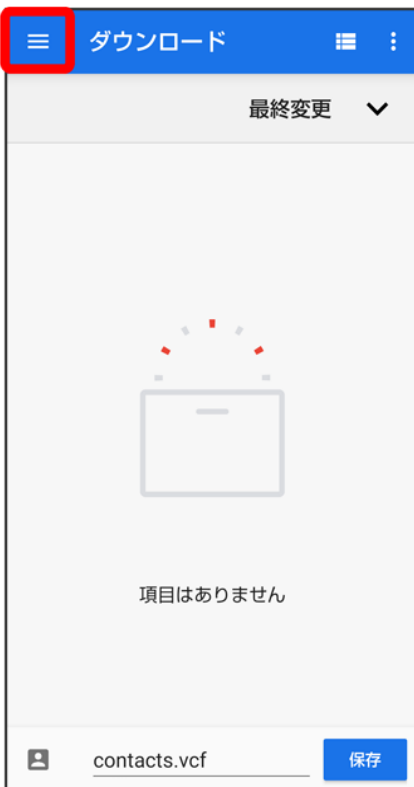 ダウンロード
最終変更
項目はありません
contacts.vcf
保存